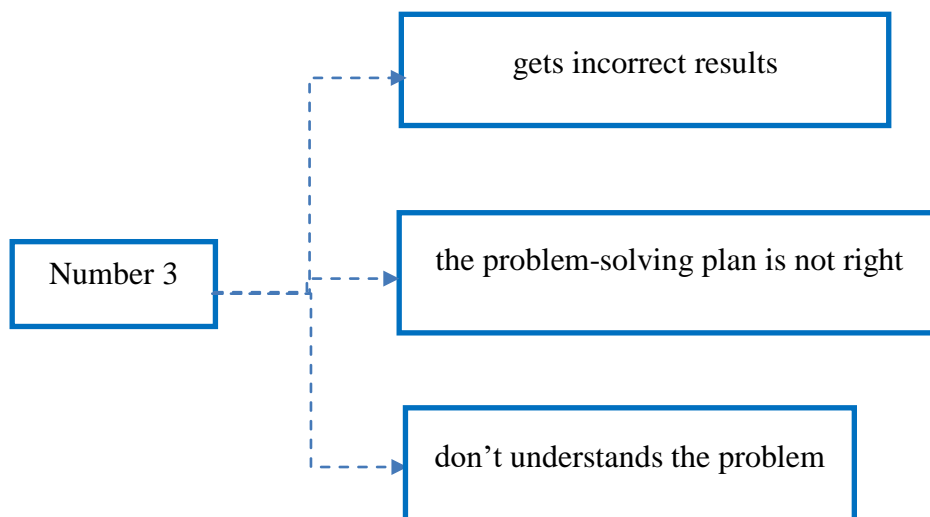 gets incorrect results
Number 3
the problem-solving plan is not right
don’t understands the problem